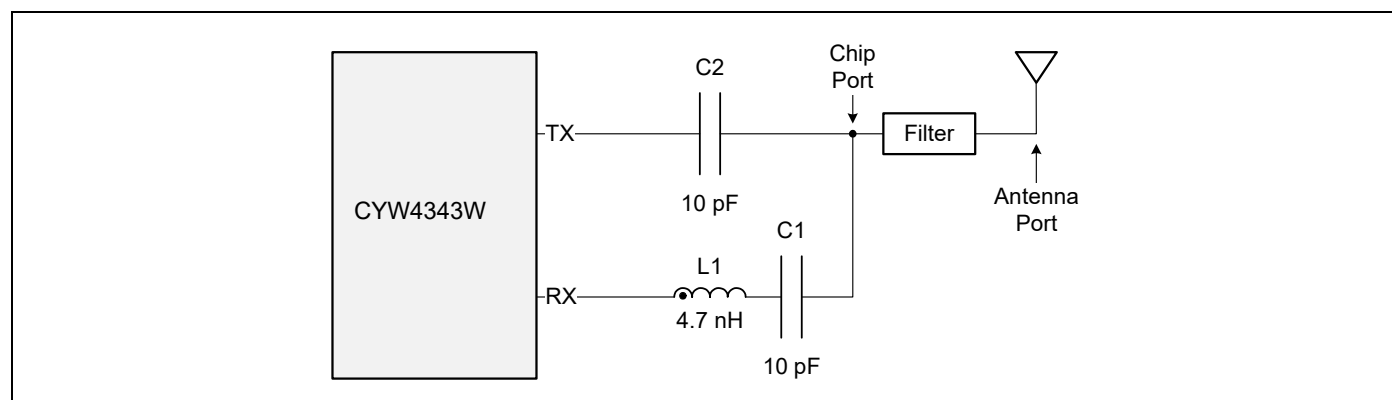 C2
Chip
Port
TX
Filter
10 pF
Antenna
Port
CYW4343W
C1
L1
RX
4.7 nH
10 pF